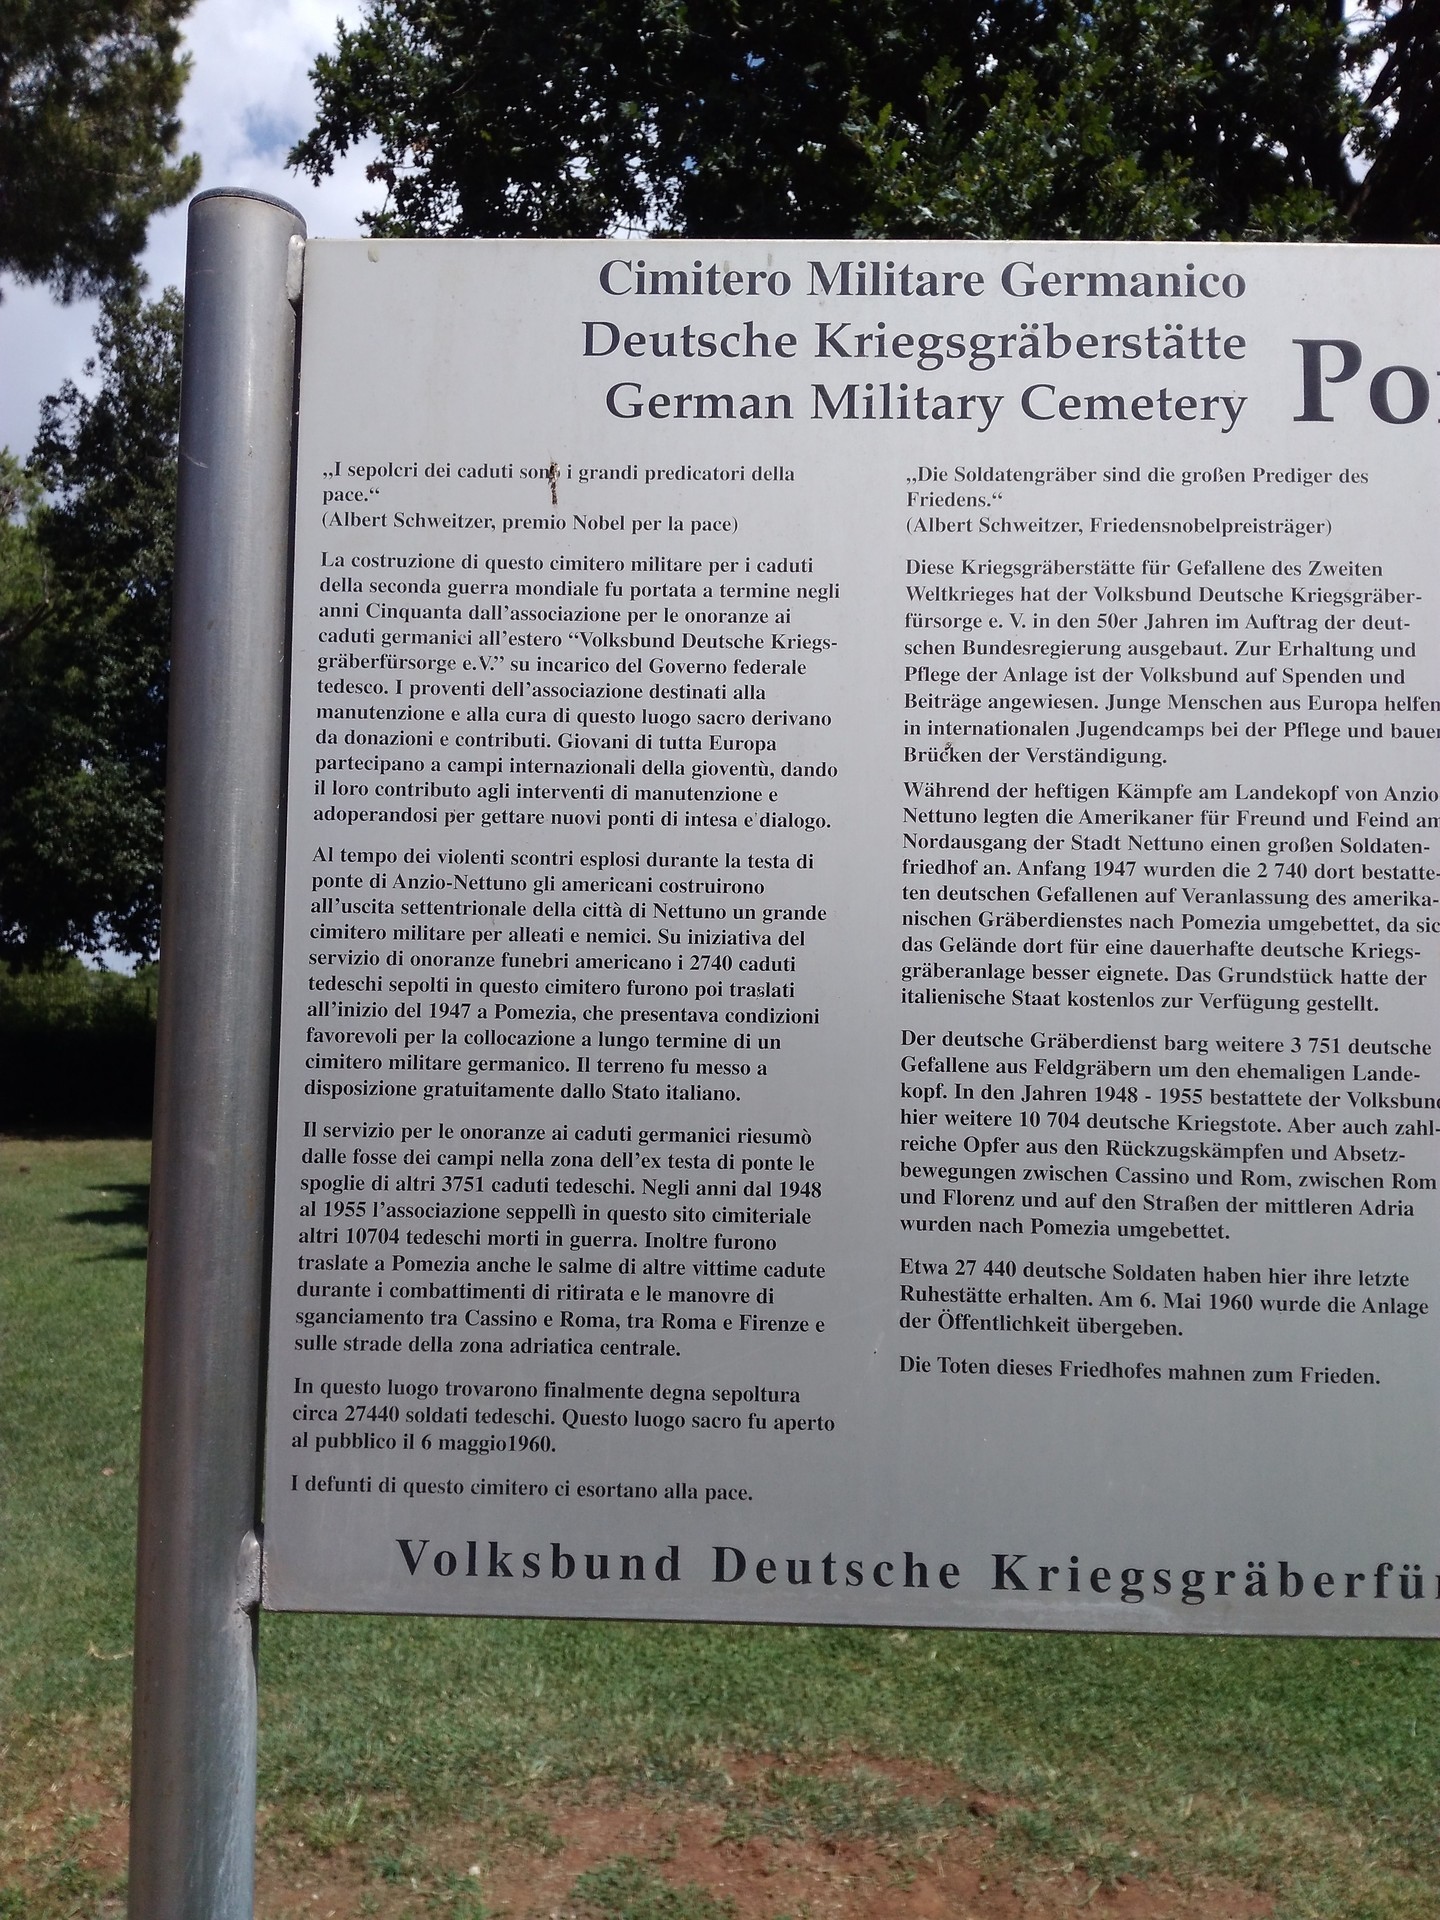 Cimitero Militare Germanico
Deutsche Kriegsgräberstätte
German Military Cemetery
„I sepolcri dei caduti sono i grandi predicatori della
pace.“
(Albert Schweitzer, premio Nobel per la pace)
La costruzione di questo cimitero militare per i caduti
della seconda guerra mondiale fu portata a termine negli
anni Cinquanta dall’associazione per le onoranze ai
caduti germanici all’estero “Volksbund Deutsche Kriegs-
gräberfürsorge e.V.” su incarico del Governo federale
tedesco. I proventi dell’associazione destinati alla
manutenzione e alla cura di questo luogo sacro derivano
da donazioni e contributi. Giovani di tutta Europa
partecipano a campi internazionali della gioventù, dando
il loro contributo agli interventi di manutenzione e
adoperandosi per gettare nuovi ponti di intesa e dialogo.
Al tempo dei violenti scontri esplosi durante la testa di
ponte di Anzio-Nettuno gli americani costruirono
all’uscita settentrionale della città di Nettuno un grande
cimitero militare per alleati e nemici. Su iniziativa del
servizio di onoranze funebri americano i 2740 caduti
tedeschi sepolti in questo cimitero furono poi traslati
all’inizio del 1947 a Pomezia, che presentava condizioni
favorevoli per la collocazione a lungo termine di un
cimitero militare germanico. Il terreno fu messo a
disposizione gratuitamente dallo Stato italiano.
Il servizio per le onoranze ai caduti germanici riesumò
dalle fosse dei campi nella zona dell’ex testa di ponte le
spoglie di altri 3751 caduti tedeschi. Negli anni dal 1948
al 1955 l’associazione seppellì in questo sito cimiteriale
altri 10704 tedeschi morti in guerra. Inoltre furono
traslate a Pomezia anche le salme di altre vittime cadute
durante i combattimenti di ritirata e le manovre di
sganciamento tra Cassino e Roma, tra Roma e Firenze e
sulle strade della zona adriatica centrale.
In questo luogo trovarono finalmente degna sepoltura
circa 27440 soldati tedeschi. Questo luogo sacro fu aperto
al pubblico il 6 maggio1960.
I defunti di questo cimitero ci esortano alla pace.
„Die Soldatengräber sind die großen Prediger des
Friedens.“
(Albert Schweitzer, Friedensnobelpreisträger)
Diese Kriegsgräberstätte für Gefallene des Zweiten
Weltkrieges hat der Volksbund Deutsche Kriegsgräber-
fürsorge e. V. in den 50er Jahren im Auftrag der deut-
schen Bundesregierung ausgebaut. Zur Erhaltung und
Pflege der Anlage ist der Volksbund auf Spenden und
Beiträge angewiesen. Junge Menschen aus Europa helfen
in internationalen Jugendcamps bei der Pflege und bauen
Brücken der Verständigung.
Während der heftigen Kämpfe am Landekopf von Anzio-
Nettuno legten die Amerikaner für Freund und Feind am
Nordausgang der Stadt Nettuno einen großen Soldaten-
friedhof an. Anfang 1947 wurden die 2 740 dort bestatte-
ten deutschen Gefallenen auf Veranlassung des amerika-
nischen Gräberdienstes nach Pomezia umgebettet, da
das Gelände dort für eine dauerhafte deutsche Kriegs-
gräberanlage besser eignete. Das Grundstück hatte der
italienische Staat kostenlos zur Verfügung gestellt.
Der deutsche Gräberdienst barg weitere 3 751 deutsche
Gefallene aus Feldgräbern um den ehemaligen Lande-
kopf. In den Jahren 1948 - 1955 bestattete der Volksbund
hier weitere 10 704 deutsche Kriegstote. Aber auch zahl-
reiche Opfer aus den Rückzugskämpfen und Absetz-
bewegungen zwischen Cassino und Rom, zwischen Rom
und Florenz und auf den Straßen der mittleren Adria
wurden nach Pomezia umgebettet.
Etwa 27 440 deutsche Soldaten haben hier ihre letzte
Ruhestätte erhalten. Am 6. Mai 1960 wurde die Anlage
der Öffentlichkeit übergeben.
Die Toten dieses Friedhofes mahnen zum Frieden.
Volksbund Deutsche